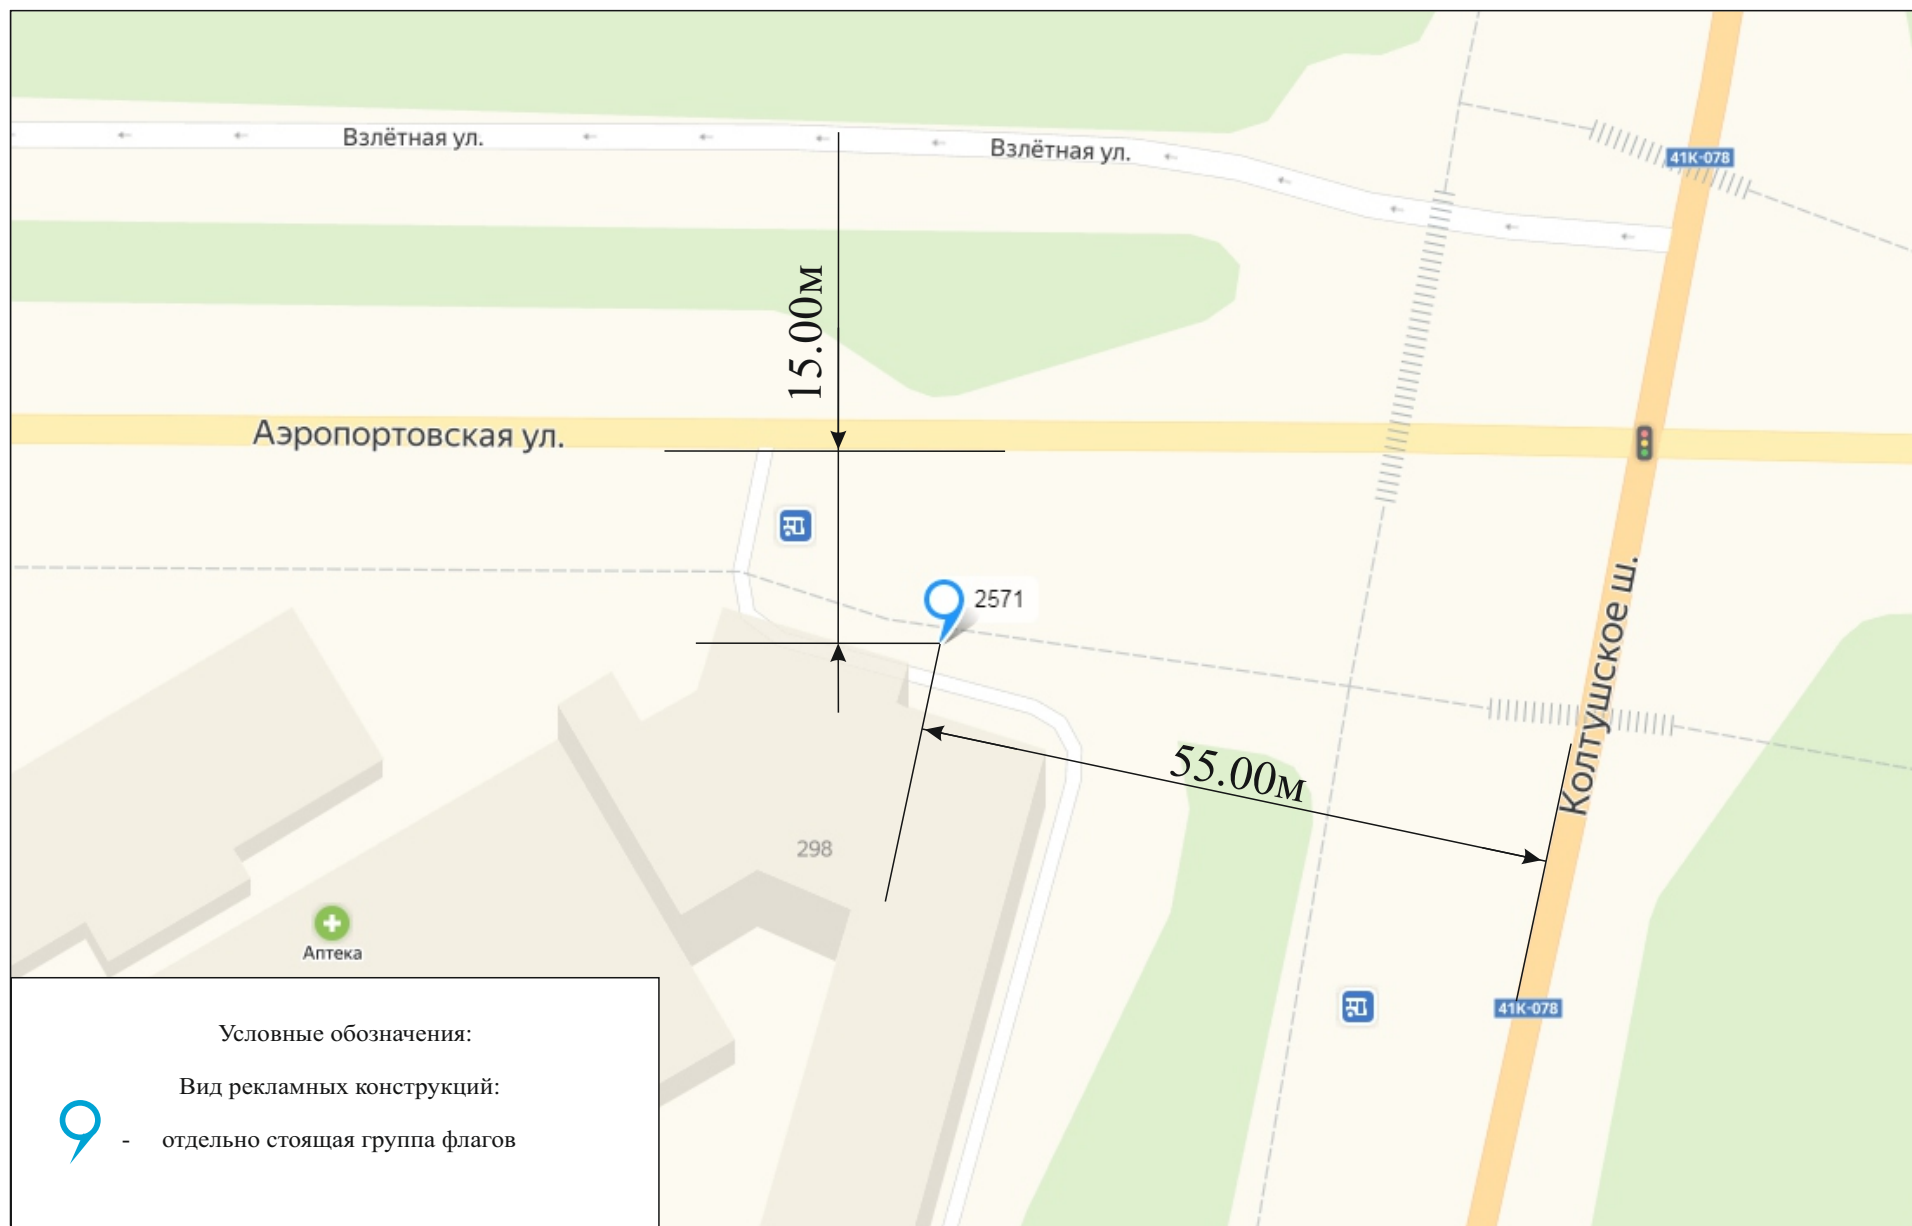 Взлётная ул.
Взлётная ул.
41К-078
15.00м
Аэропортовская ул.
2571
Колтушское ш.
55.00м
298
Аптека
41К-078
Условные обозначения:
Вид рекламных конструкций:
- отдельно стоящая группа флагов